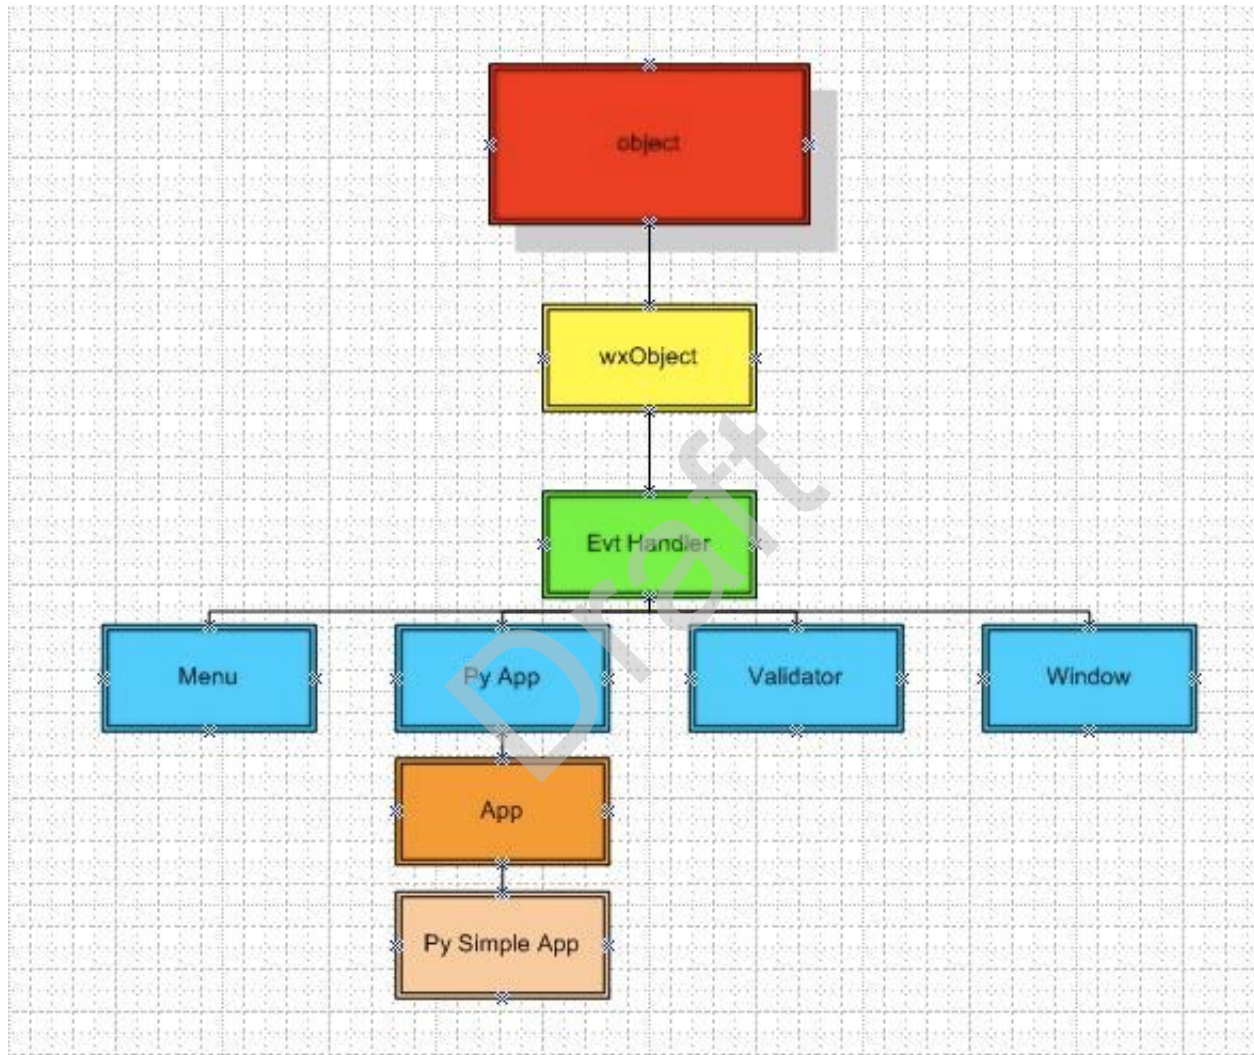 object
wxObject
Evt Handler
Menu
Py App
Validator
Window
App
Py Simple App
Draft